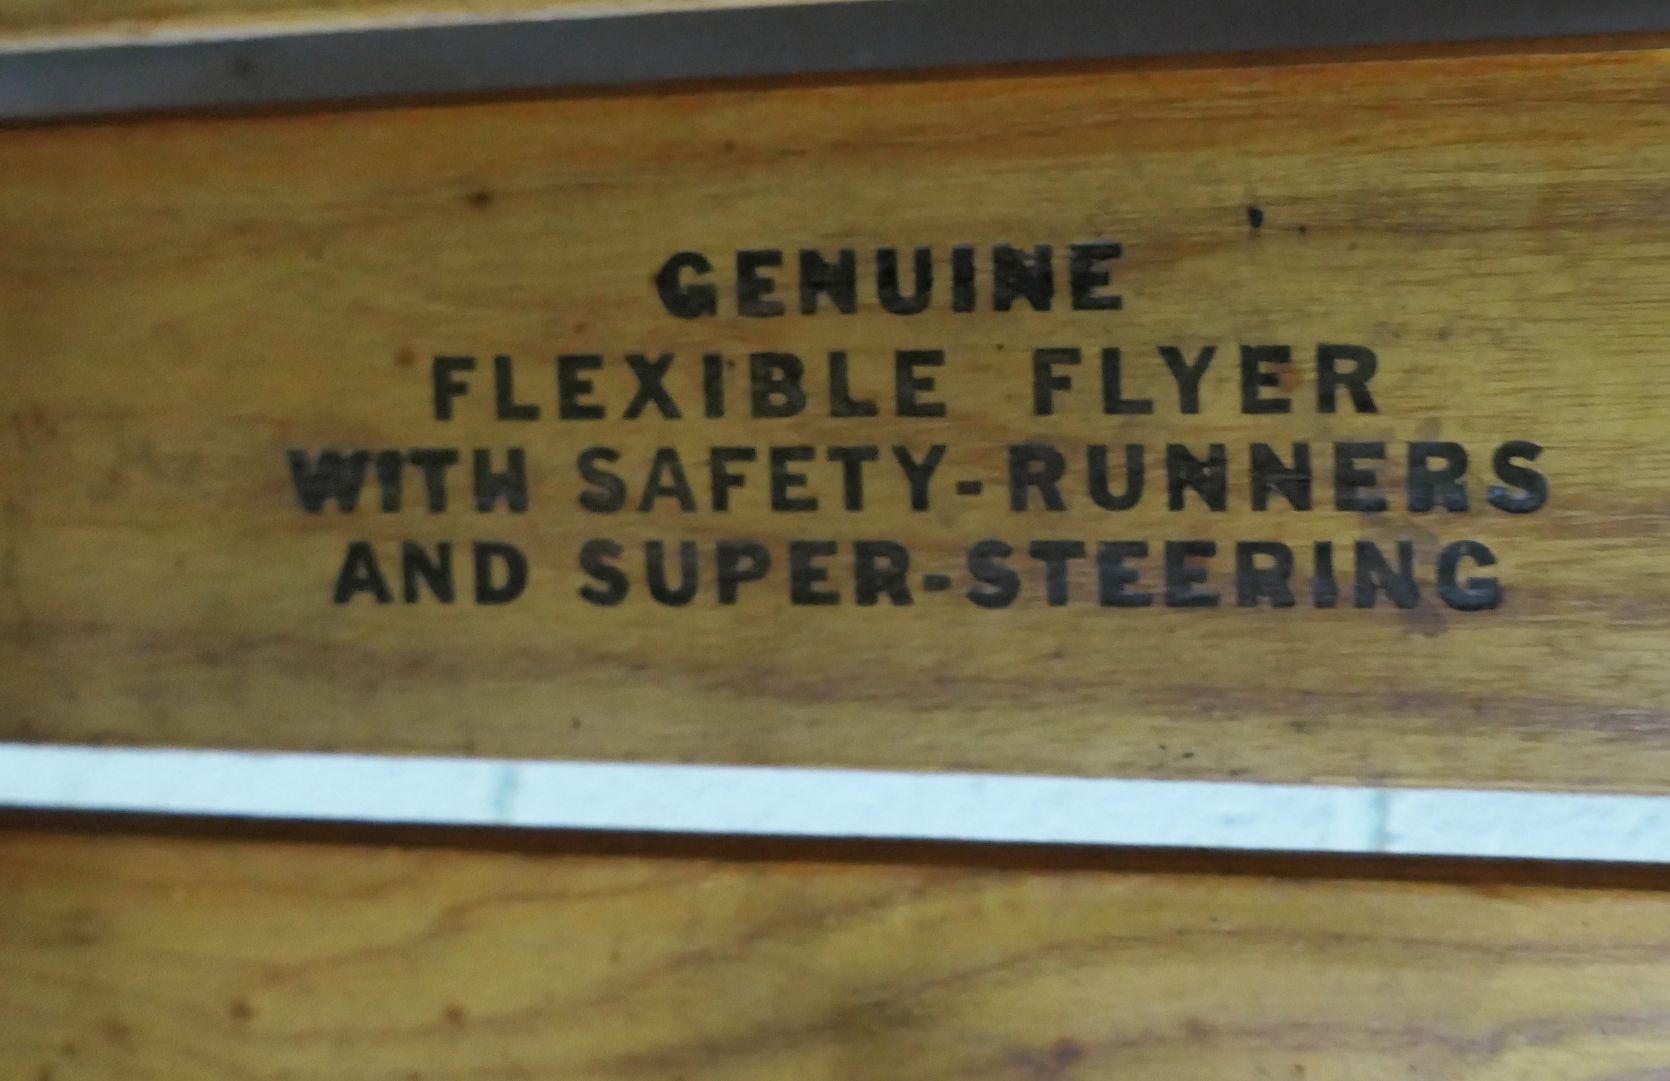 GENUINE
FLEXIBLE FLYER
WITH SAFETY-RUNNERS
AND SUPER-STEERING